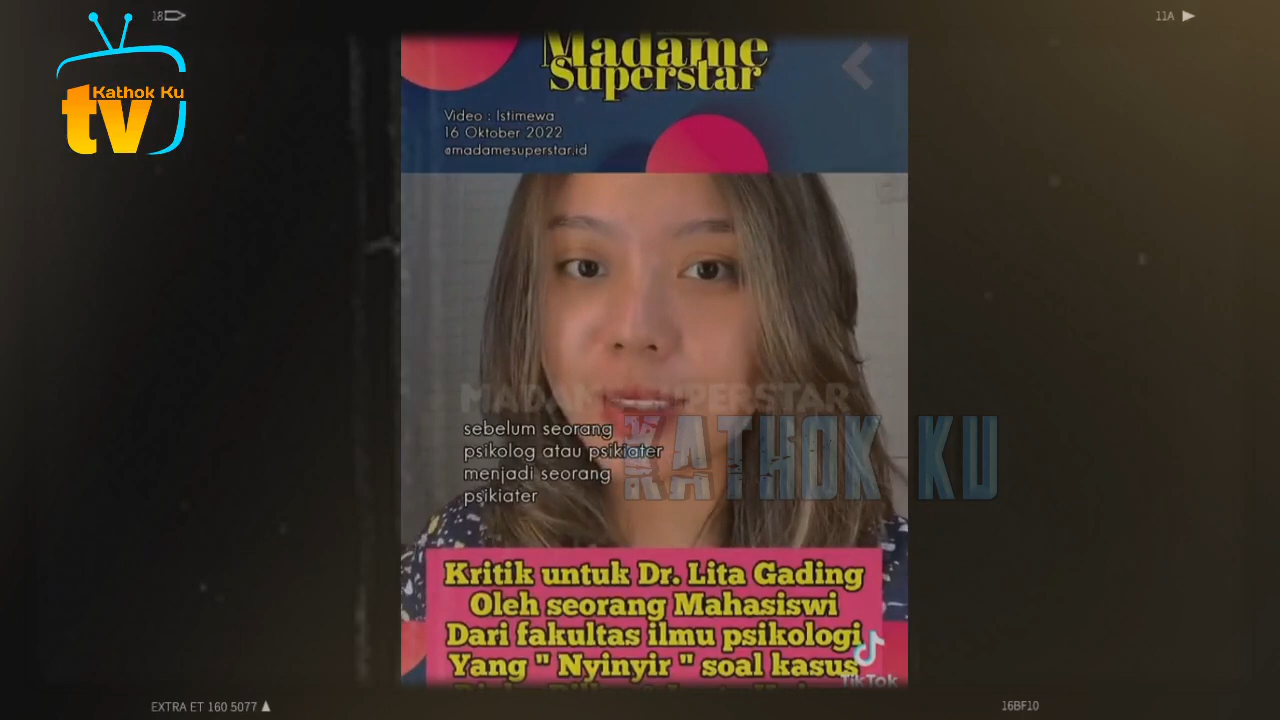 18
11A
Kathok Ku
tv
Madame
Superstar
Video : Istimewa
16 Oktober 2022
@madamesuperstar.id
MADAME SUPERSTAR
sebelum seorang
psikolog atau psikiater
menjadi seorang
psikiater
KATHOK KU
Kritik untuk Dr. Lita Gading
Oleh seorang Mahasiswi
Dari fakultas ilmu psikologi
Yang " Nyinyir " soal kasus
TikTok
EXTRA ET 160 5077
16BF10